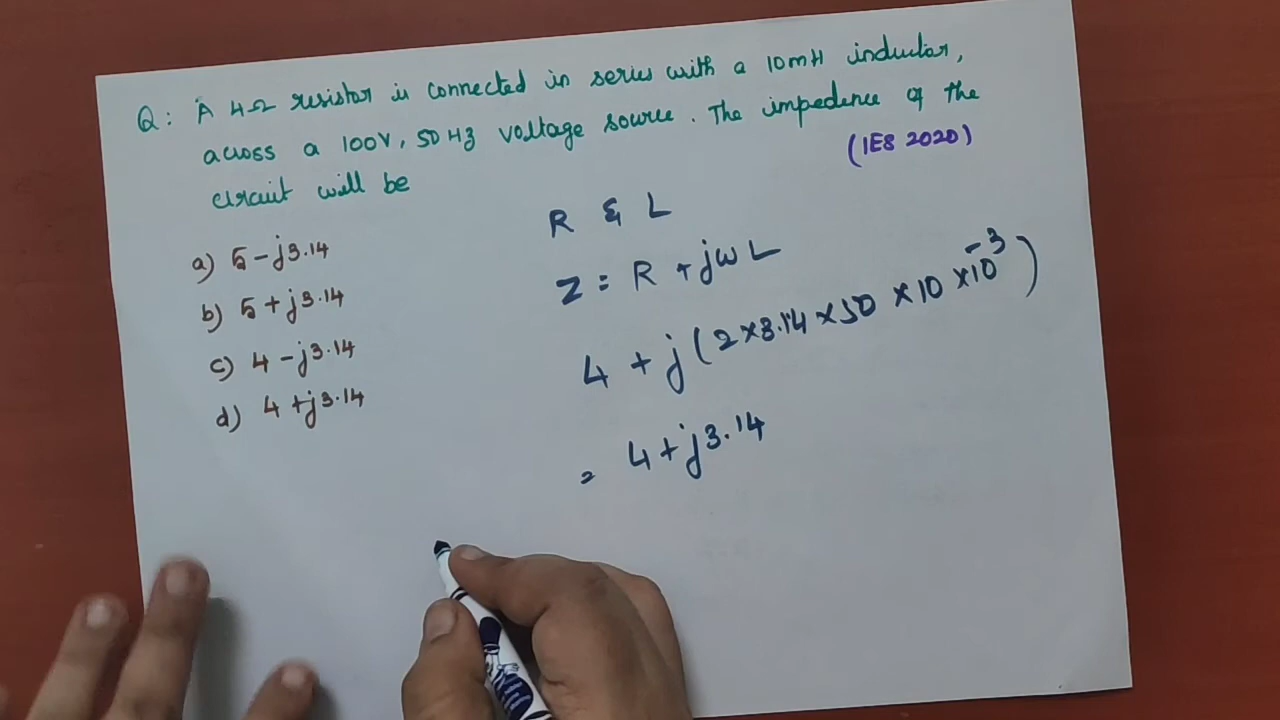 Q: A 4Ω resistor is connected in series with a 10mH inductor,
across a 100V, 50Hz voltage source. The impedence of the
circuit will be
(IES 2020)
a) 5-j3.14
b) 5+j3.14
c) 4-j3.14
d) 4+j3.14
R & L
Z = R + jωL
4 + j(2×3.14×50×10×10⁻³)
= 4+j3.14